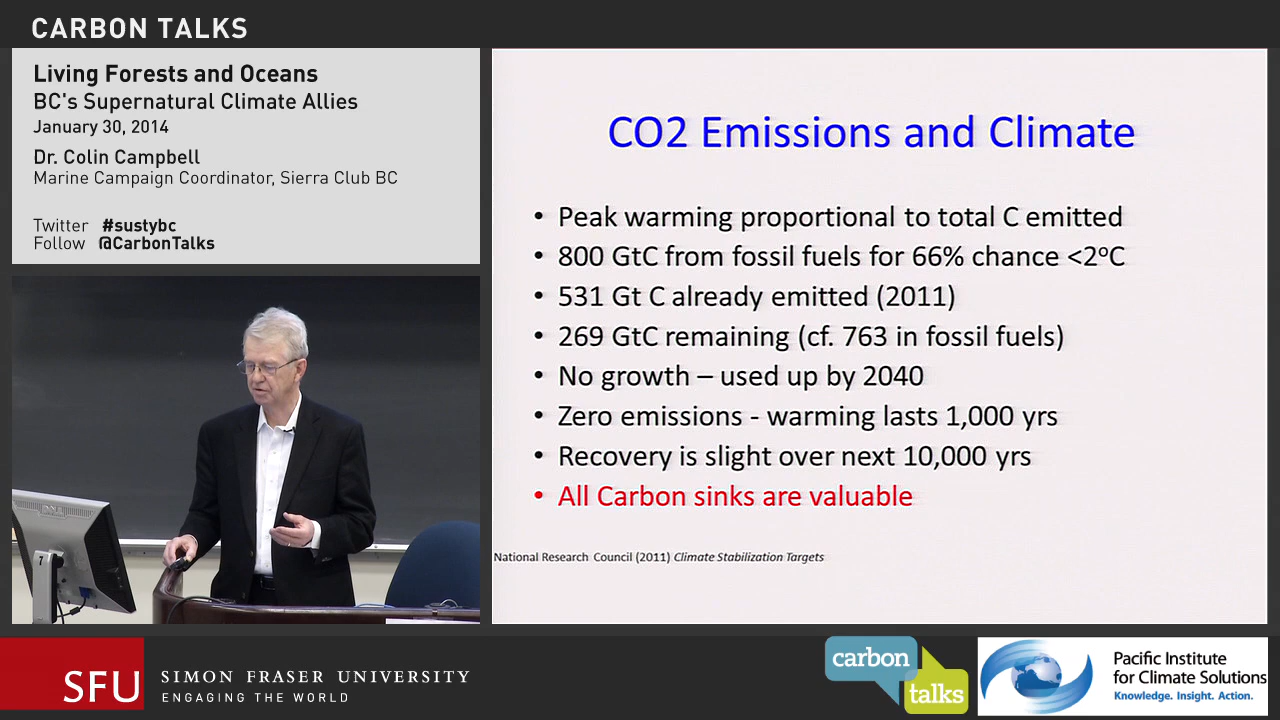 CARBON TALKS
Living Forests and Oceans
BC's Supernatural Climate Allies
January 30, 2014
Dr. Colin Campbell
Marine Campaign Coordinator, Sierra Club BC
Twitter #sustybc
Follow @CarbonTalks
CO2 Emissions and Climate
• Peak warming proportional to total C emitted
• 800 GtC from fossil fuels for 66% chance <2°C
• 531 Gt C already emitted (2011)
• 269 GtC remaining (cf. 763 in fossil fuels)
• No growth – used up by 2040
• Zero emissions - warming lasts 1,000 yrs
• Recovery is slight over next 10,000 yrs
• All Carbon sinks are valuable
National Research Council (2011) Climate Stabilization Targets
DELL
7
SFU
SIMON FRASER UNIVERSITY
ENGAGING THE WORLD
carbon
talks
Pacific Institute
for Climate Solutions
Knowledge. Insight. Action.